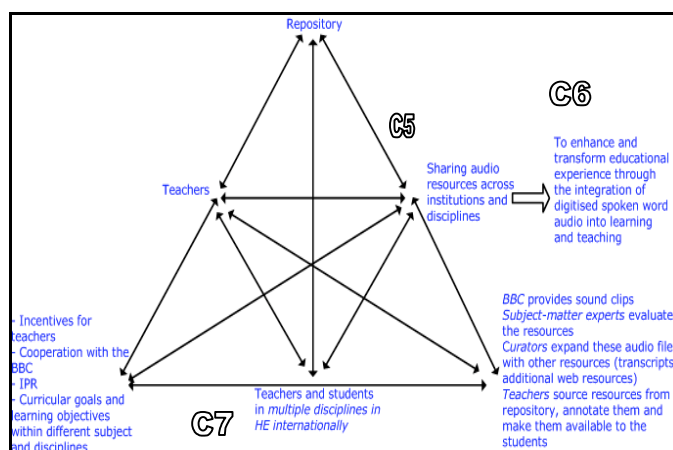 Repository
C6
C5
To enhance and
transform educational
experience through
the integration of
digitised spoken word
audio into learning
and teaching
Sharing audio
resources across
institutions and
disciplines
Teachers
- Incentives for
teachers
- Cooperation with the
BBC
- IPR
- Curricular goals and
learning objectives
within different subject
and disciplines
C7
Teachers and students
in multiple disciplines in
HE internationally
BBC provides sound clips
Subject-matter experts evaluate
the resources
Curators expand these audio file
with other resources (transcripts
additional web resources)
Teachers source resources from
repository, annotate them and
make them available to the
students